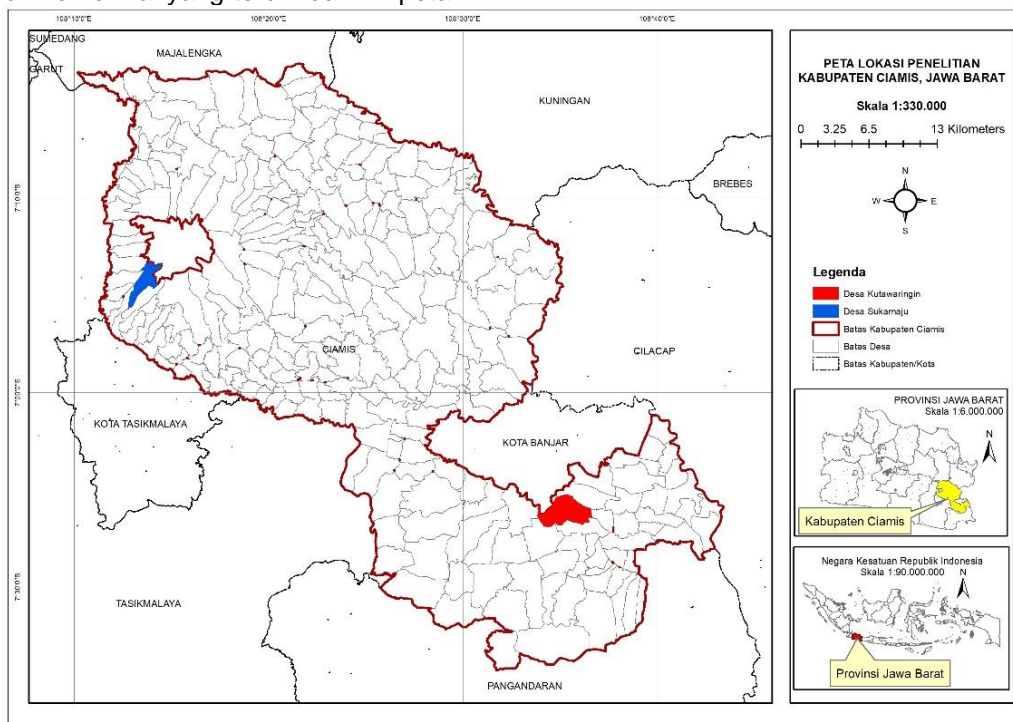 108°10'0"E
108°20'0"E
108°30'0"E
108°40'0"E
SUMEDANG
MAJALENGKA
GARUT
KUNINGAN
BREBES
7°10'0"S
CIAMIS
CILACAP
7°20'0"S
KOTA TASIKMALAYA
KOTA BANJAR
7°30'0"S
TASIKMALAYA
PANGANDARAN
PETA LOKASI PENELITIAN
KABUPATEN CIAMIS, JAWA BARAT
Skala 1:330.000
0 3.25 6.5 13 Kilometers
N
W E
S
Legenda
Desa Kutawaringin
Desa Sukamaju
Batas Kabupaten Ciamis
Batas Desa
Batas Kabupaten/Kota
PROVINSI JAWA BARAT
Skala 1:6.000.000
N
Kabupaten Ciamis
Negara Kesatuan Republik Indonesia
Skala 1:90.000.000
N
Provinsi Jawa Barat